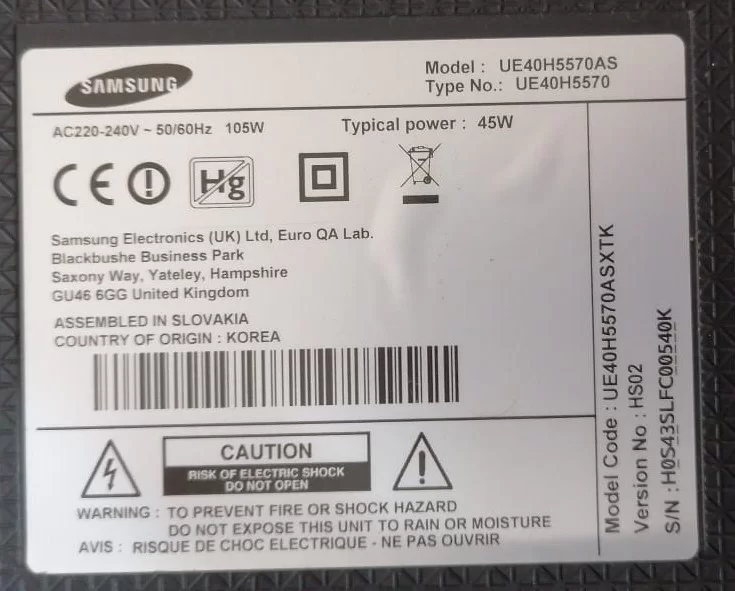 SAMSUNG
Model : UE40H5570AS
Type No.: UE40H5570
AC220-240V ~ 50/60Hz 105W
Typical power : 45W
CE
Hg
Samsung Electronics (UK) Ltd, Euro QA Lab.
Blackbushe Business Park
Saxony Way, Yateley, Hampshire
GU46 6GG United Kingdom
ASSEMBLED IN SLOVAKIA
COUNTRY OF ORIGIN : KOREA
CAUTION
RISK OF ELECTRIC SHOCK
DO NOT OPEN
WARNING : TO PREVENT FIRE OR SHOCK HAZARD
DO NOT EXPOSE THIS UNIT TO RAIN OR MOISTURE
AVIS : RISQUE DE CHOC ELECTRIQUE - NE PAS OUVRIR
Model Code : UE40H5570ASXTK
Version No : HS02
S/N : H0S43SLFC00540K